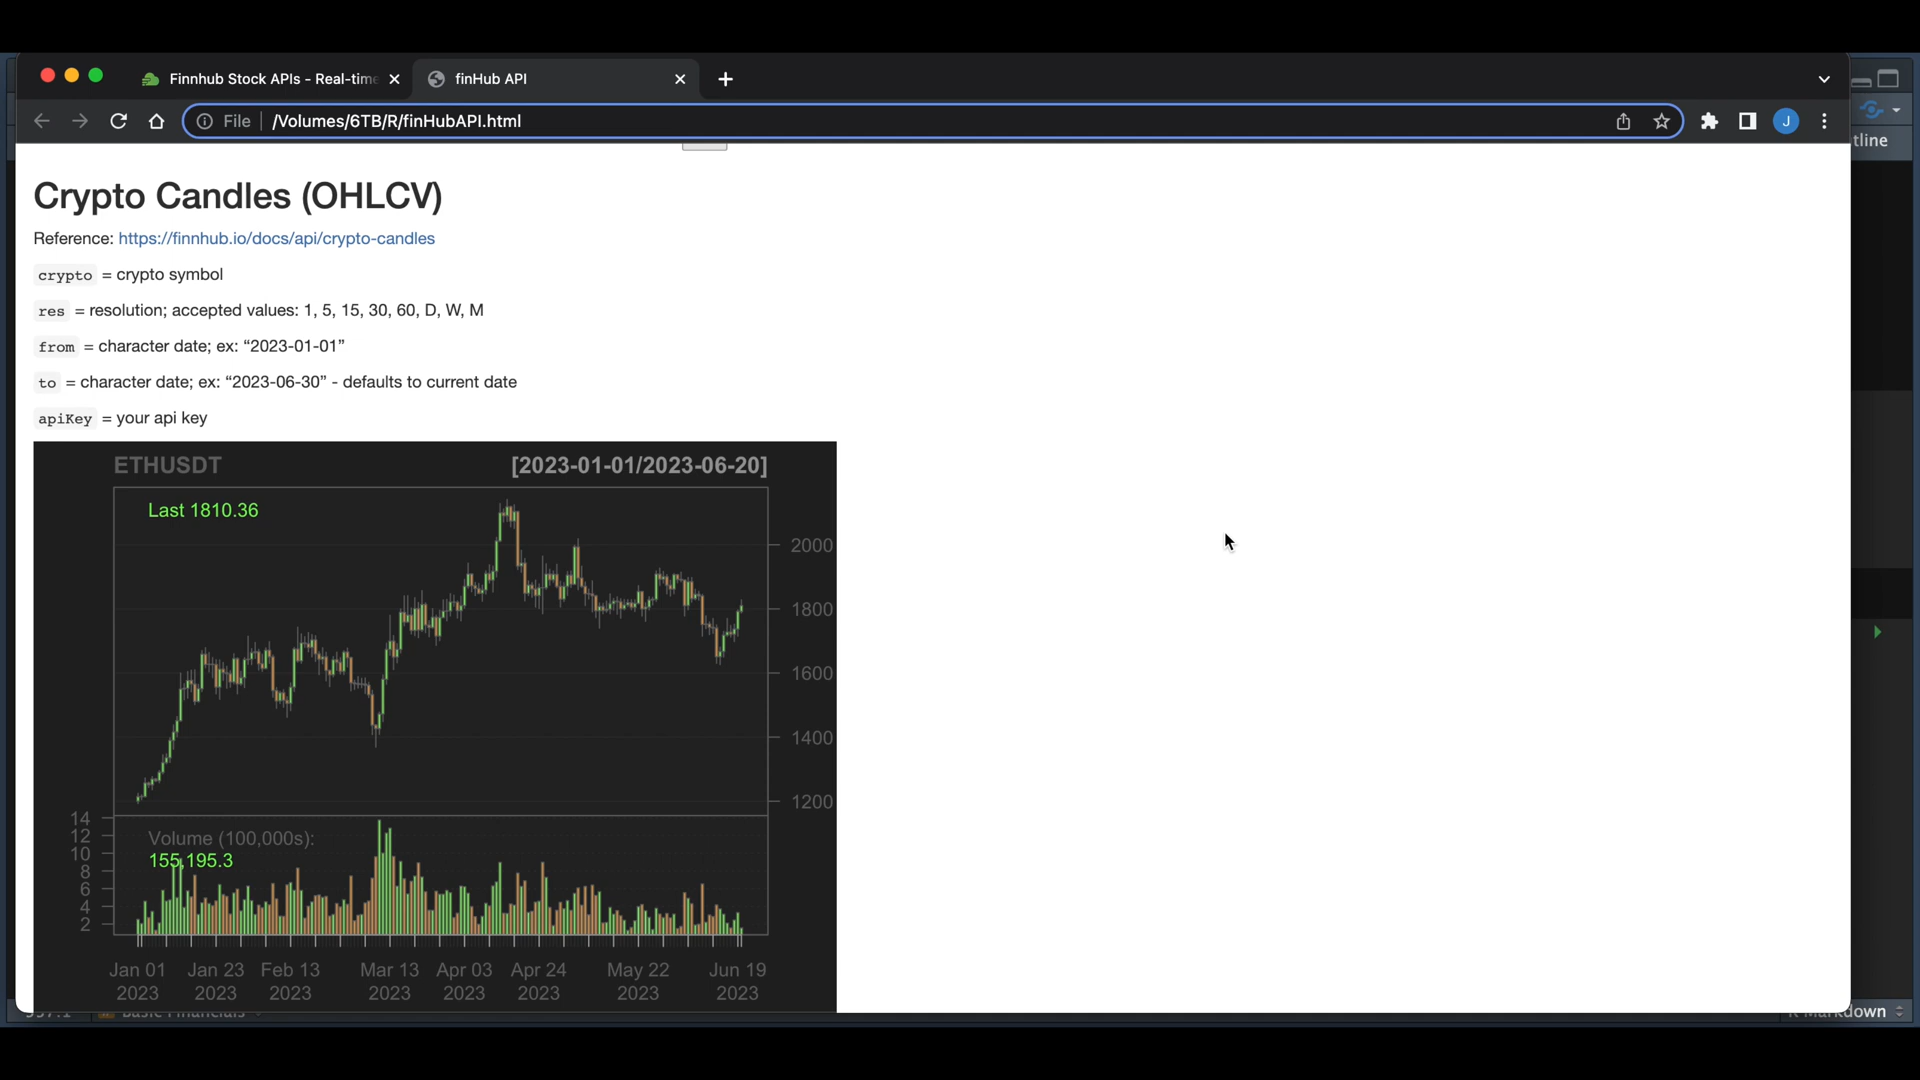 Finnhub Stock APIs - Real-time
finHub API
File
/Volumes/6TB/R/finHubAPI.html
J
tline
Crypto Candles (OHLCV)
Reference: https://finnhub.io/docs/api/crypto-candles
crypto = crypto symbol
res = resolution; accepted values: 1, 5, 15, 30, 60, D, W, M
from = character date; ex: “2023-01-01”
to = character date; ex: “2023-06-30” - defaults to current date
apiKey = your api key
ETHUSDT [2023-01-01/2023-06-20]
Last 1810.36
2000
1800
1600
1400
1200
14
12
10
8
6
4
2
Volume (100,000s):
155,195.3
Jan 01 Jan 23 Feb 13 Mar 13 Apr 03 Apr 24 May 22 Jun 19
2023 2023 2023 2023 2023 2023 2023 2023
Basic Financials
R Markdown